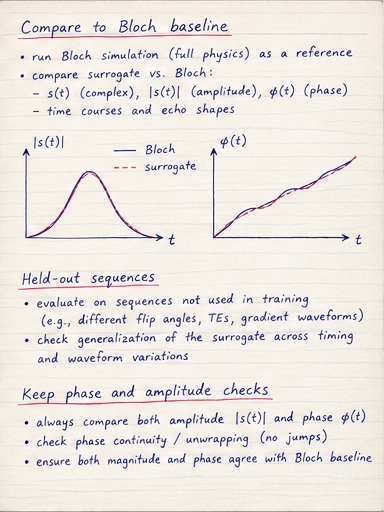 Compare to Bloch baseline
• run Bloch simulation (full physics) as a reference
• compare surrogate vs. Bloch:
– s(t) (complex), |s(t)| (amplitude), φ(t) (phase)
– time courses and echo shapes
|s(t)|
Bloch
surrogate
t
φ(t)
t
Held-out sequences
• evaluate on sequences not used in training
(e.g., different flip angles, TEs, gradient waveforms)
• check generalization of the surrogate across timing
and waveform variations
Keep phase and amplitude checks
• always compare both amplitude |s(t)| and phase φ(t)
• check phase continuity / unwrapping (no jumps)
• ensure both magnitude and phase agree with Bloch baseline